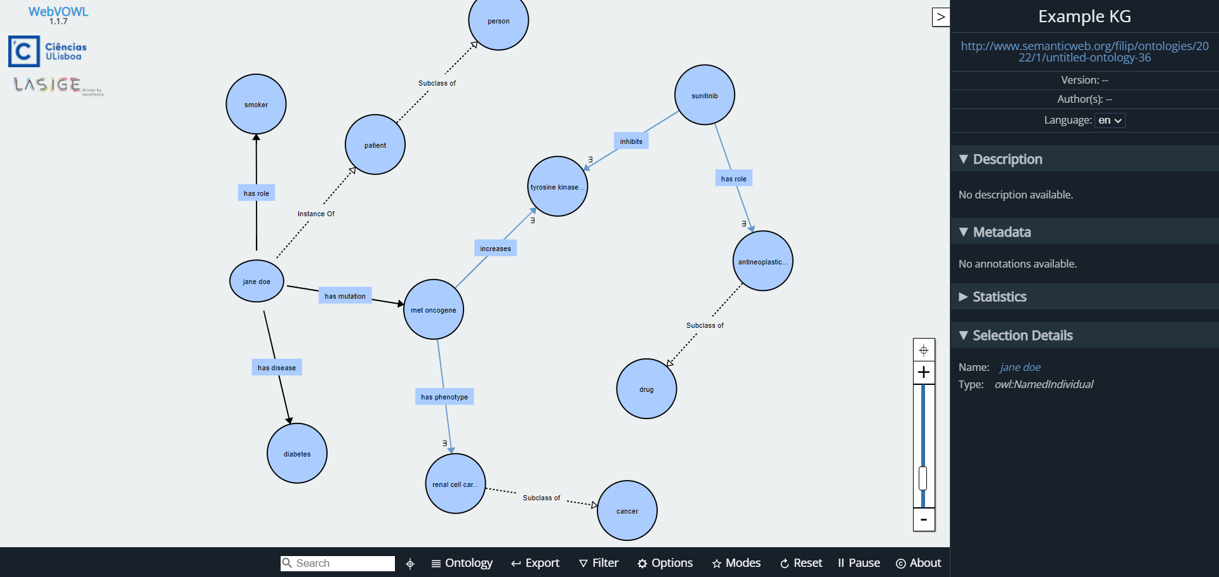 WebVOWL
1.1.7
Ciências
ULisboa
LASIGE
driven by
excellence
person
Subclass of
smoker
patient
sunitinib
inhibits
∃
tyrosine kinase...
has role
∃
has role
Instance Of
∃
increases
antineoplastic...
jane doe
has mutation
met oncogene
Subclass of
has disease
drug
has phenotype
∃
diabetes
renal cell car...
Subclass of
cancer
>
+
-
Search
Ontology
Export
Filter
Options
Modes
Reset
Pause
About
Example KG
http://www.semanticweb.org/filip/ontologies/20
22/1/untitled-ontology-36
Version: --
Author(s): --
Language: en
Description
No description available.
Metadata
No annotations available.
Statistics
Selection Details
Name: jane doe
Type: owl:NamedIndividual